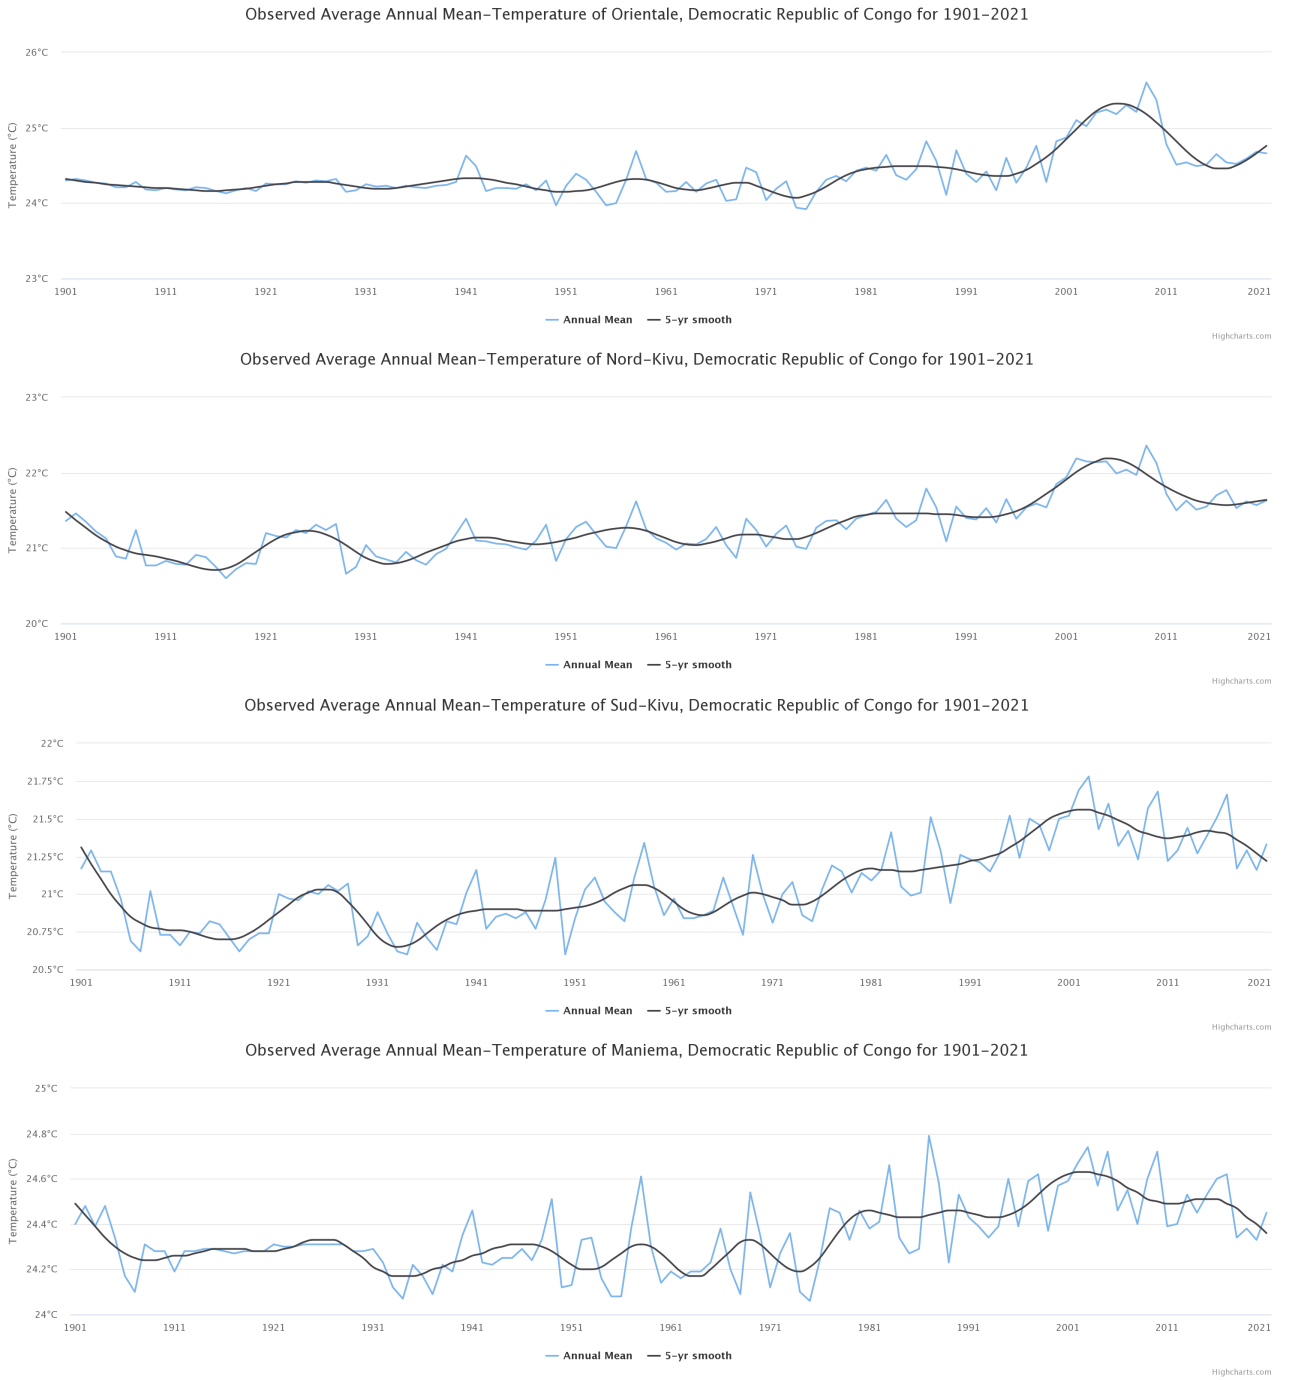 Observed Average Annual Mean-Temperature of Orientale, Democratic Republic of Congo for 1901-2021
Temperature (°C)
26°C
25°C
24°C
23°C
1901 1911 1921 1931 1941 1951 1961 1971 1981 1991 2001 2011 2021
Annual Mean 5-yr smooth
Highcharts.com
Observed Average Annual Mean-Temperature of Nord-Kivu, Democratic Republic of Congo for 1901-2021
Temperature (°C)
23°C
22°C
21°C
20°C
1901 1911 1921 1931 1941 1951 1961 1971 1981 1991 2001 2011 2021
Annual Mean 5-yr smooth
Highcharts.com
Observed Average Annual Mean-Temperature of Sud-Kivu, Democratic Republic of Congo for 1901-2021
Temperature (°C)
22°C
21.75°C
21.5°C
21.25°C
21°C
20.75°C
20.5°C
1901 1911 1921 1931 1941 1951 1961 1971 1981 1991 2001 2011 2021
Annual Mean 5-yr smooth
Highcharts.com
Observed Average Annual Mean-Temperature of Maniema, Democratic Republic of Congo for 1901-2021
Temperature (°C)
25°C
24.8°C
24.6°C
24.4°C
24.2°C
24°C
1901 1911 1921 1931 1941 1951 1961 1971 1981 1991 2001 2011 2021
Annual Mean 5-yr smooth
Highcharts.com